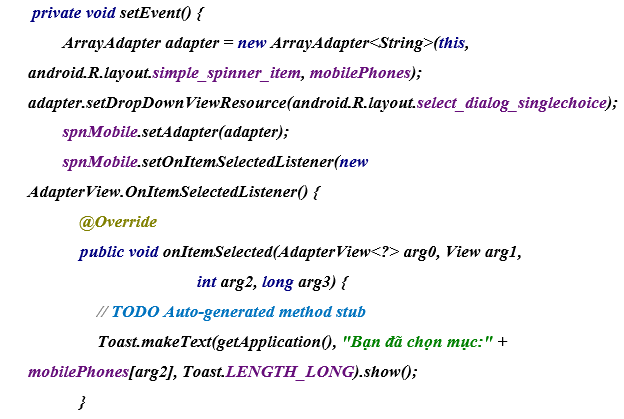 private void setEvent() {
ArrayAdapter adapter = new ArrayAdapter<String>(this,
android.R.layout.simple_spinner_item, mobilePhones);
adapter.setDropDownViewResource(android.R.layout.select_dialog_singlechoice);
spnMobile.setAdapter(adapter);
spnMobile.setOnItemSelectedListener(new
AdapterView.OnItemSelectedListener() {
@Override
public void onItemSelected(AdapterView<?> arg0, View arg1,
int arg2, long arg3) {
// TODO Auto-generated method stub
Toast.makeText(getApplication(), "Bạn đã chọn mục:" +
mobilePhones[arg2], Toast.LENGTH_LONG).show();
}